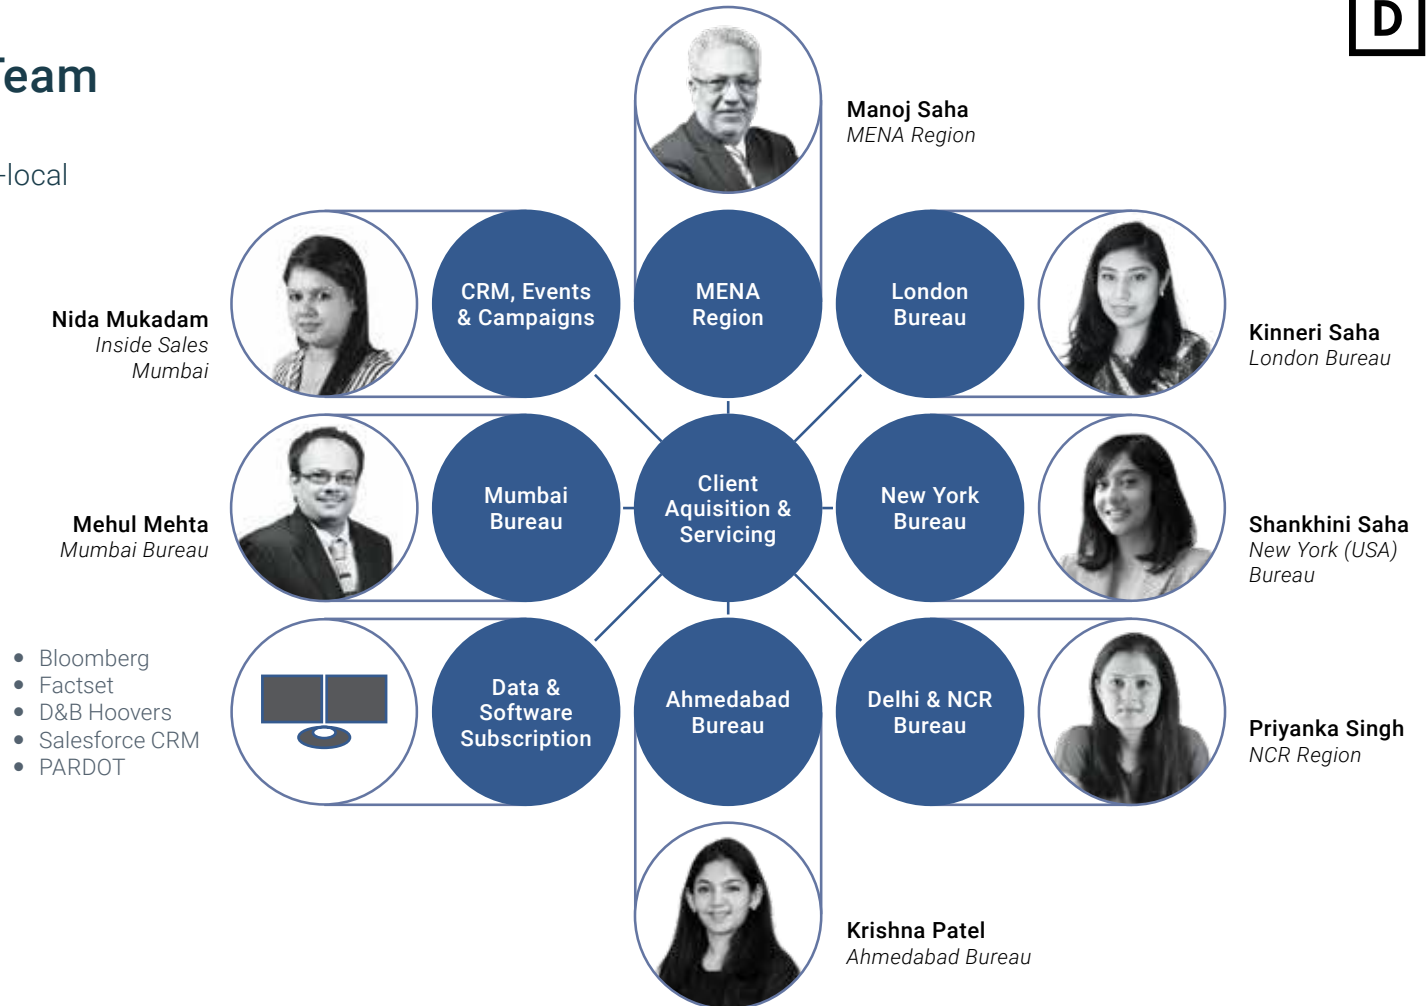 D
Team
-local
Manoj Saha
MENA Region
Nida Mukadam
Inside Sales
Mumbai
CRM, Events
& Campaigns
MENA
Region
London
Bureau
Kinneri Saha
London Bureau
Mehul Mehta
Mumbai Bureau
Mumbai
Bureau
Client
Aquisition &
Servicing
New York
Bureau
Shankhini Saha
New York (USA)
Bureau
Bloomberg
Factset
D&B Hoovers
Salesforce CRM
PARDOT
Data &
Software
Subscription
Ahmedabad
Bureau
Delhi & NCR
Bureau
Priyanka Singh
NCR Region
Krishna Patel
Ahmedabad Bureau